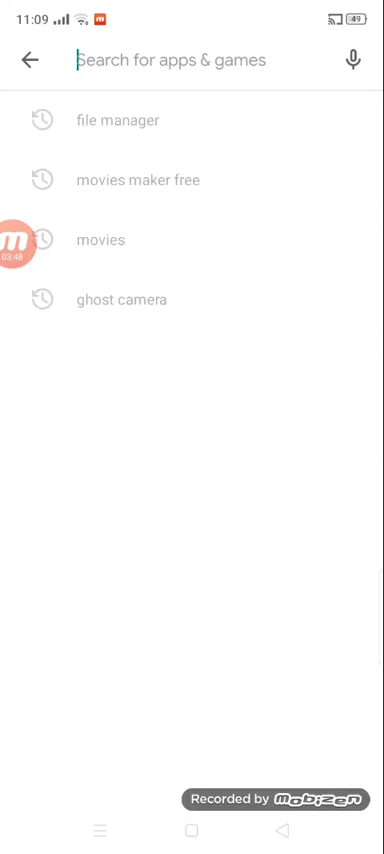 11:09
49
Search for apps & games
file manager
movies maker free
movies
03:48
ghost camera
Recorded by mobizen